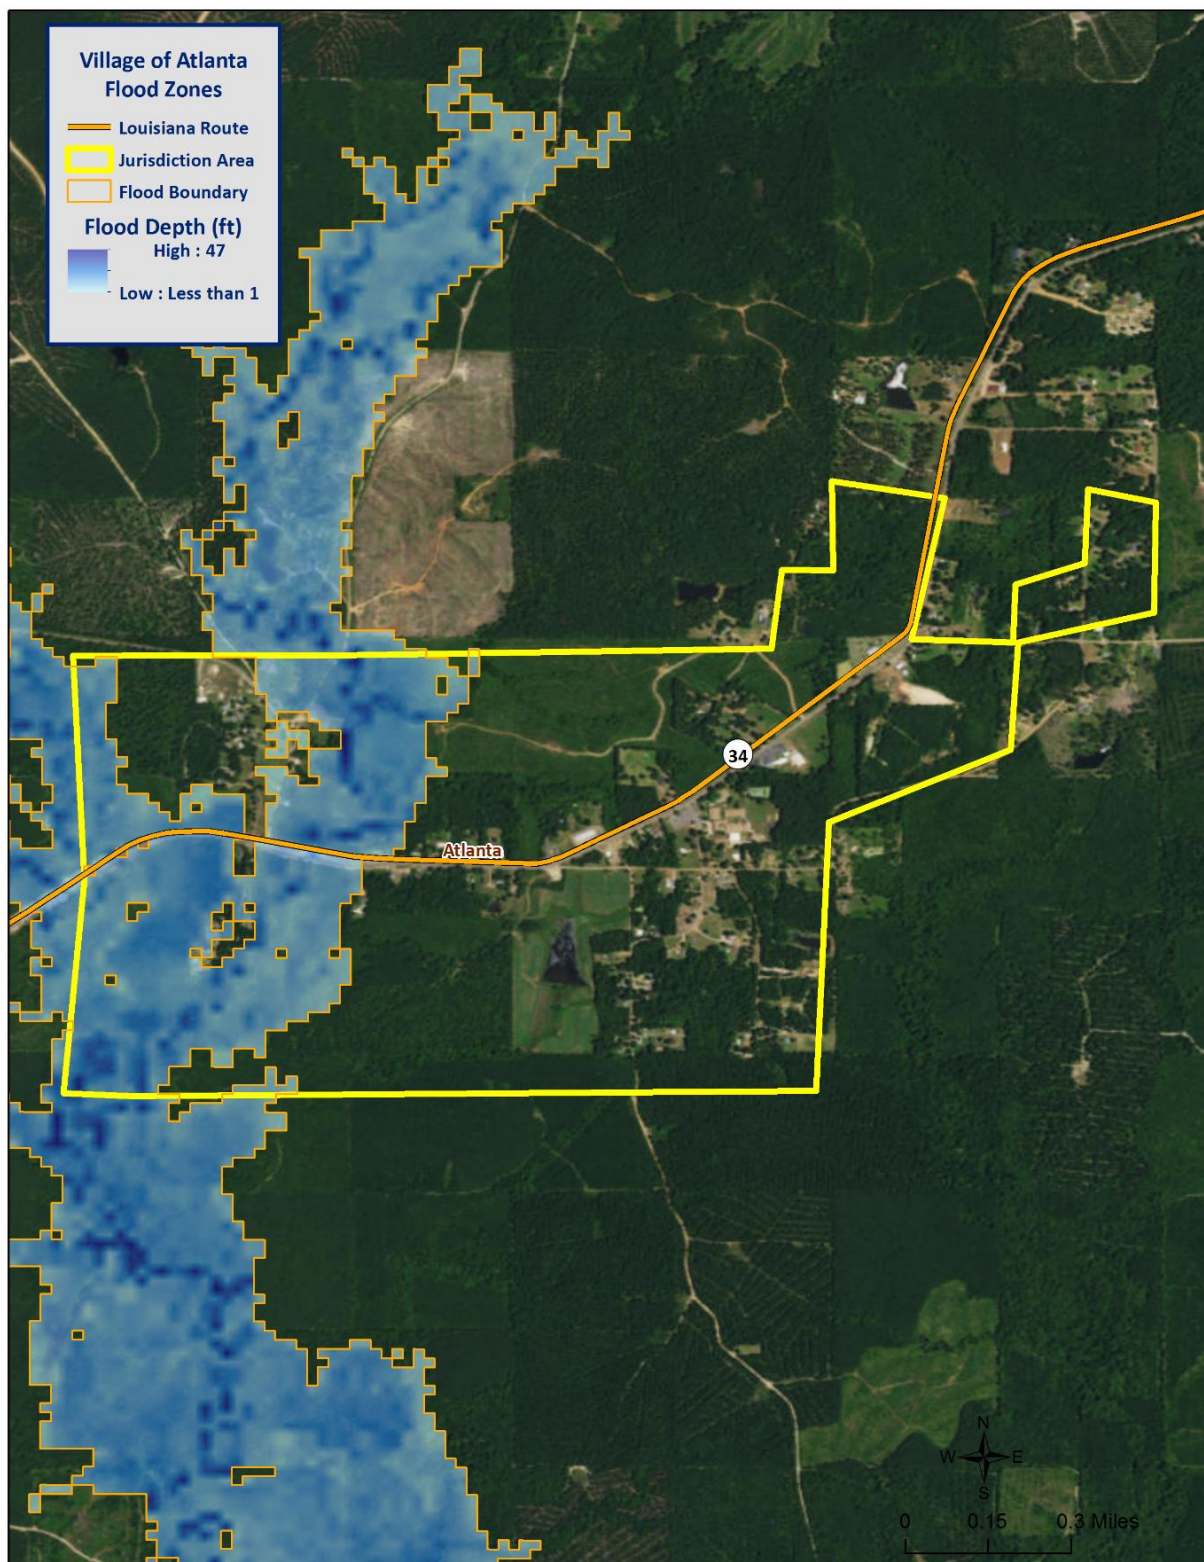 Village of Atlanta
Flood Zones
Louisiana Route
Jurisdiction Area
Flood Boundary
Flood Depth (ft)
High : 47
Low : Less than 1
34
Atlanta
N
W E
S
0 0.15 0.3 Miles